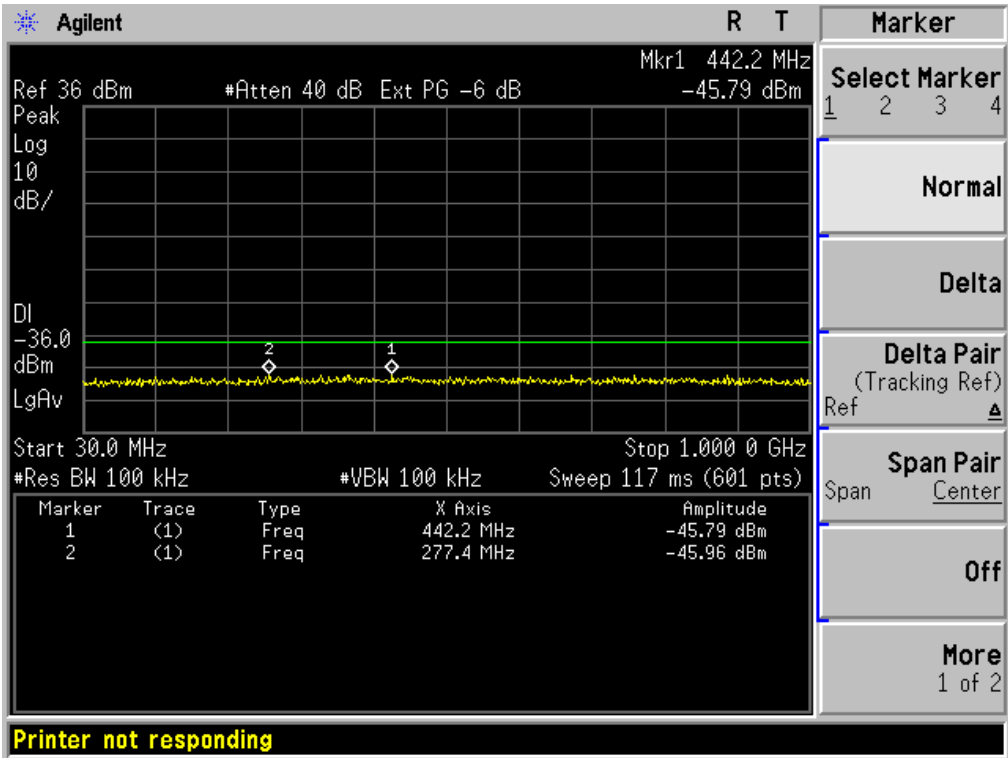 Agilent R T
Mkr1 442.2 MHz
Ref 36 dBm #Atten 40 dB Ext PG -6 dB -45.79 dBm
Peak
Log
10
dB/
DI
-36.0
dBm
LgAv
2 1
Start 30.0 MHz Stop 1.000 0 GHz
#Res BW 100 kHz #VBW 100 kHz Sweep 117 ms (601 pts)
Marker Trace Type X Axis Amplitude
1 (1) Freq 442.2 MHz -45.79 dBm
2 (1) Freq 277.4 MHz -45.96 dBm
Printer not responding
Marker
Select Marker
1 2 3 4
Normal
Delta
Delta Pair
(Tracking Ref)
Ref Δ
Span Pair
Span Center
Off
More
1 of 2